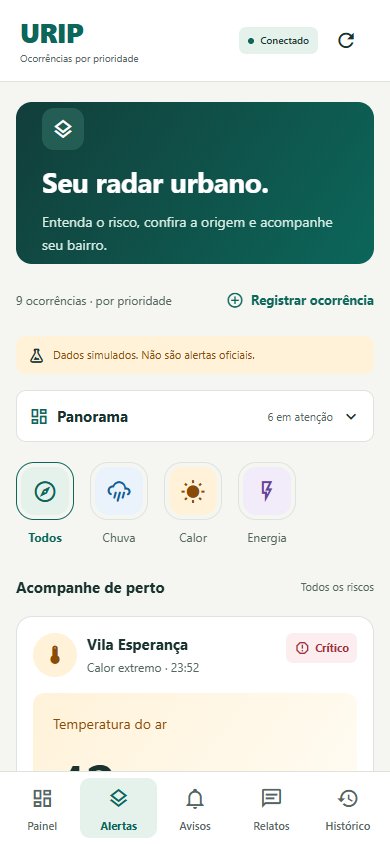 URIP
Ocorrências por prioridade
Conectado
Seu radar urbano.
Entenda o risco, confira a origem e acompanhe
seu bairro.
9 ocorrências · por prioridade
Registrar ocorrência
Dados simulados. Não são alertas oficiais.
Panorama
6 em atenção
Todos
Chuva
Calor
Energia
Acompanhe de perto
Todos os riscos
Vila Esperança
Calor extremo · 23:52
Crítico
Temperatura do ar
Painel
Alertas
Avisos
Relatos
Histórico